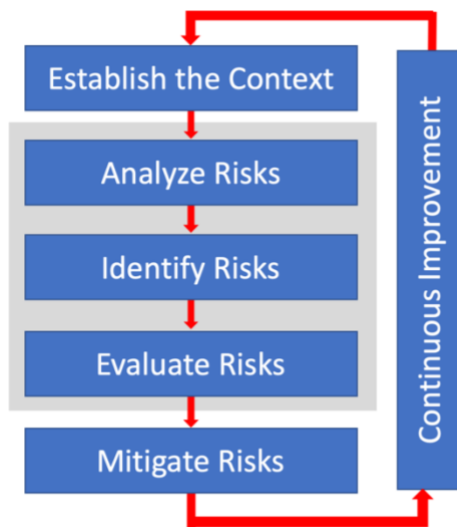 Establish the Context
Analyze Risks
Identify Risks
Evaluate Risks
Mitigate Risks
Continuous Improvement